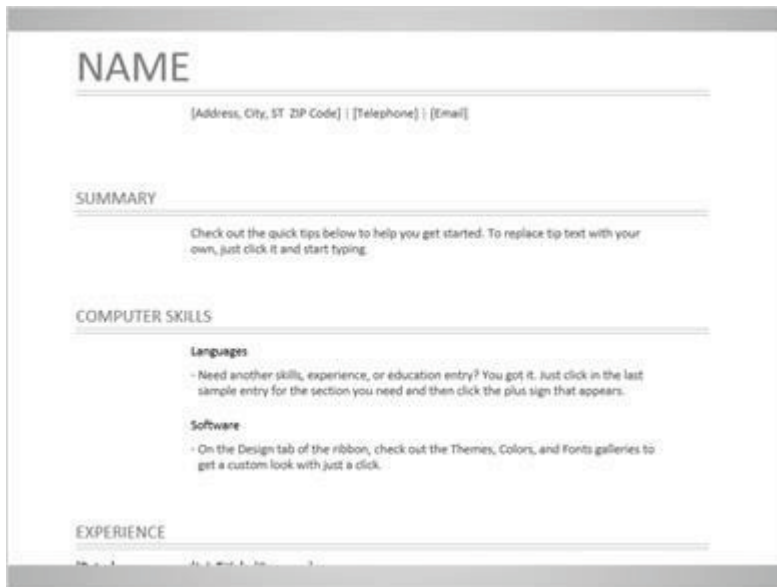 NAME
[Address, City, ST ZIP Code] | [Telephone] | [Email]
SUMMARY
Check out the quick tips below to help you get started. To replace tip text with your
own, just click it and start typing.
COMPUTER SKILLS
Languages
- Need another skills, experience, or education entry? You got it. Just click in the last
sample entry for the section you need and then click the plus sign that appears.
Software
- On the Design tab of the ribbon, check out the Themes, Colors, and Fonts galleries to
get a custom look with just a click.
EXPERIENCE